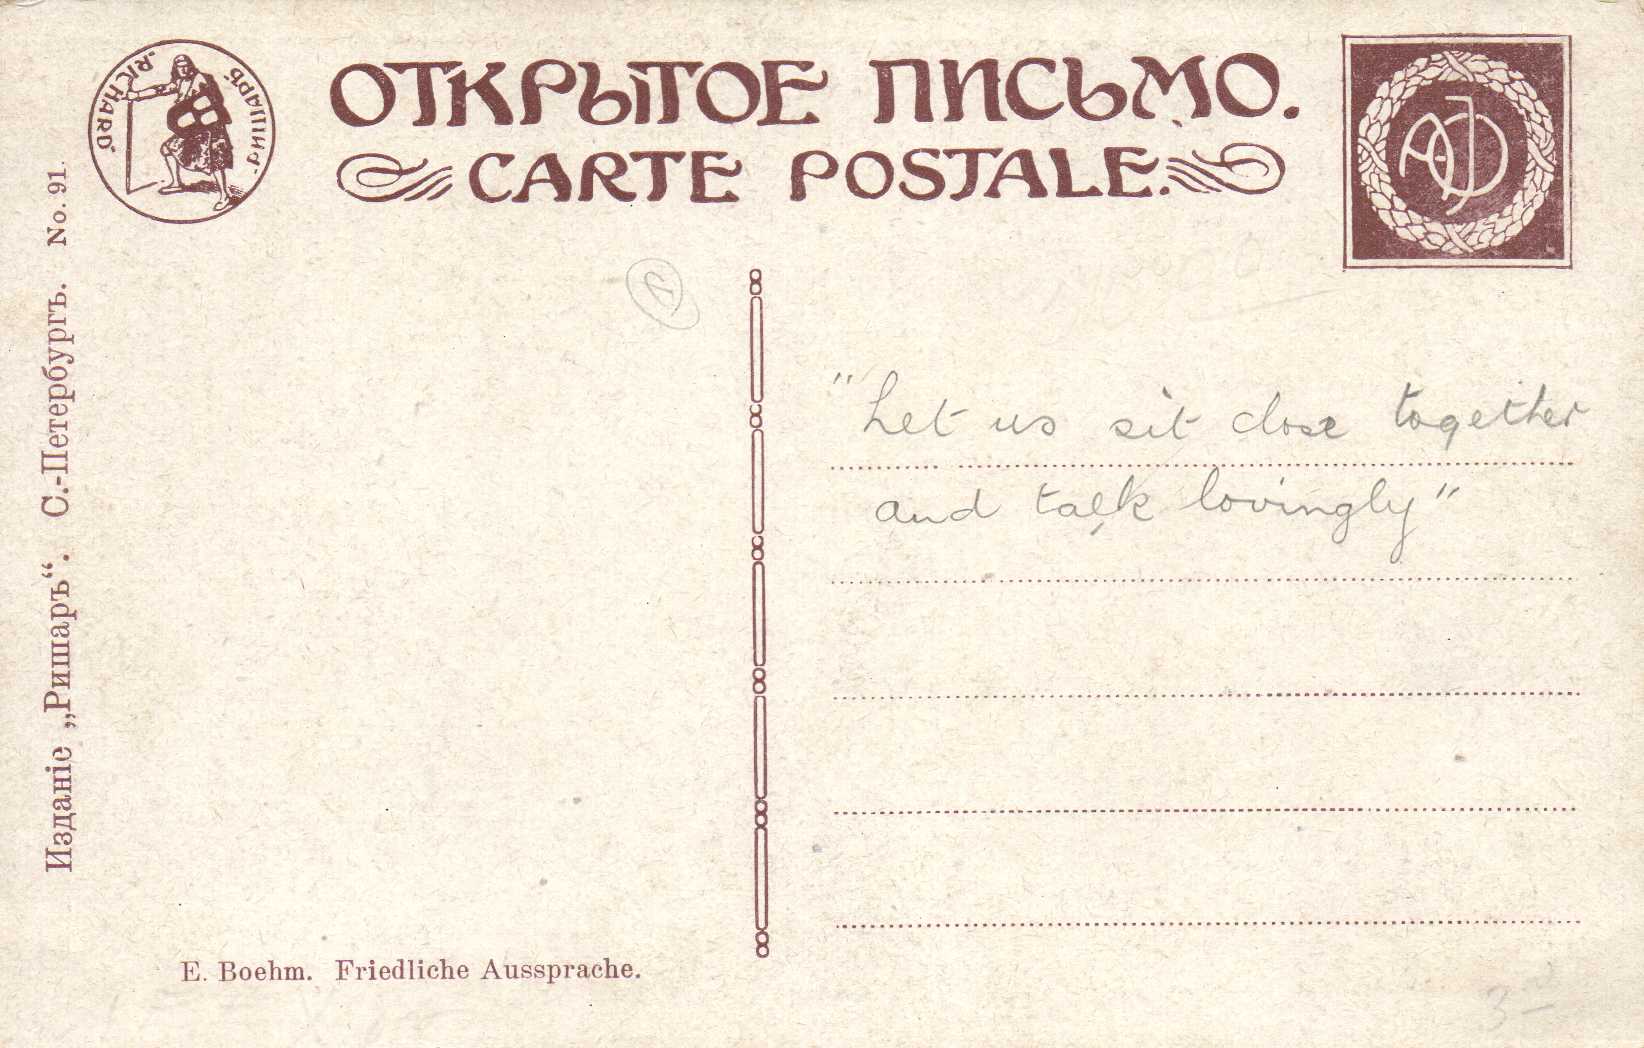 ОТКРЫТОЕ ПИСЬМО.
CARTE POSTALE.
„RICHARD“
„РИШАРЪ“
Изданіе „Ришаръ“. С.-Петербургъ. No. 91.
"Let us sit close together
and talk lovingly"
E. Boehm. Friedliche Aussprache.